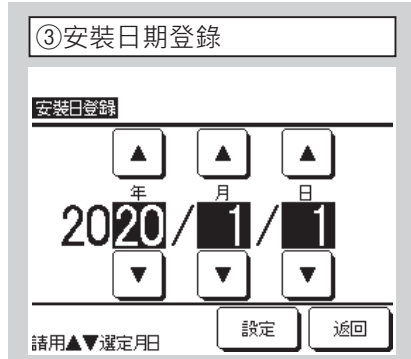 ③安裝日期登錄
安裝日登錄
▲ ▲ ▲
年 月 日
2020/1/1
▼ ▼ ▼
請用▲▼選定月日 設定 返回